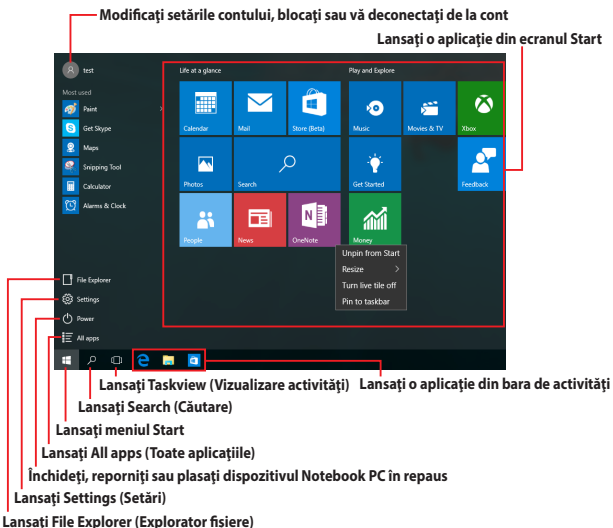 Modificați setările contului, blocați sau vă deconectați de la cont
Lansați o aplicație din ecranul Start
test
Life at a glance
Play and Explore
Most used
Paint
Get Skype
Maps
Snipping Tool
Calculator
Alarms & Clock
Calendar
Mail
Store (Beta)
Music
Movies & TV
Xbox
Photos
Search
Get Started
Feedback
People
News
OneNote
Money
Unpin from Start
Resize
Turn live tile off
Pin to taskbar
File Explorer
Settings
Power
All apps
Lansați Taskview (Vizualizare activități)
Lansați o aplicație din bara de activități
Lansați Search (Căutare)
Lansați meniul Start
Lansați All apps (Toate aplicațiile)
Închideți, reporniți sau plasați dispozitivul Notebook PC în repaus
Lansați Settings (Setări)
Lansați File Explorer (Explorator fișiere)